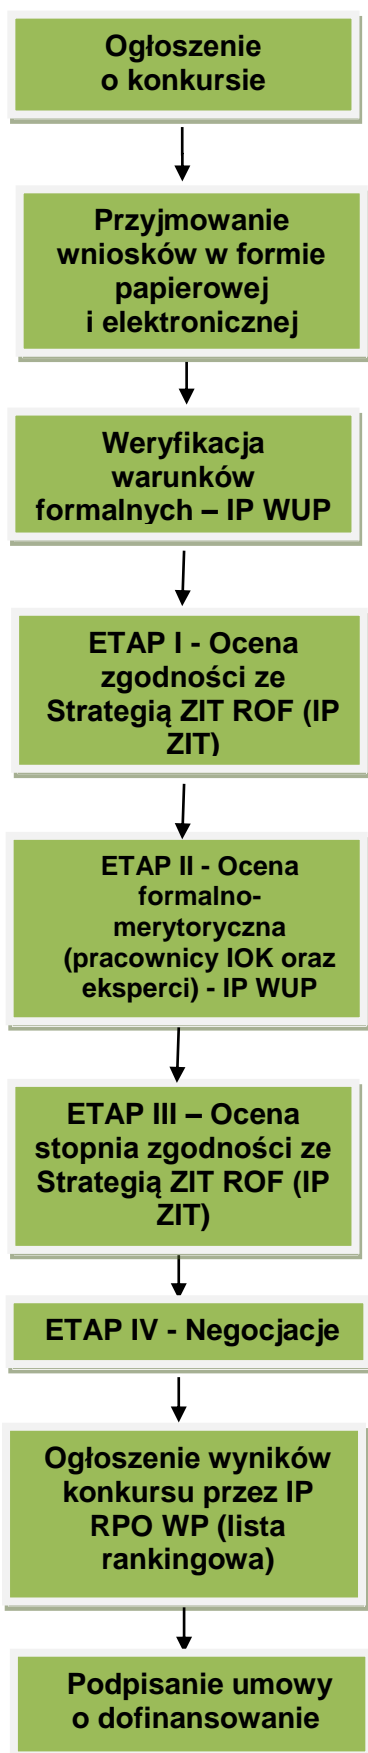 Ogłoszenie
o konkursie
Przyjmowanie
wniosków w formie
papierowej
i elektronicznej
Weryfikacja
warunków
formalnych – IP WUP
ETAP I - Ocena
zgodności ze
Strategią ZIT ROF (IP
ZIT)
ETAP II - Ocena
formalno-
merytoryczna
(pracownicy IOK oraz
eksperci) - IP WUP
ETAP III – Ocena
stopnia zgodności ze
Strategią ZIT ROF (IP
ZIT)
ETAP IV - Negocjacje
Ogłoszenie wyników
konkursu przez IP
RPO WP (lista
rankingowa)
Podpisanie umowy
o dofinansowanie